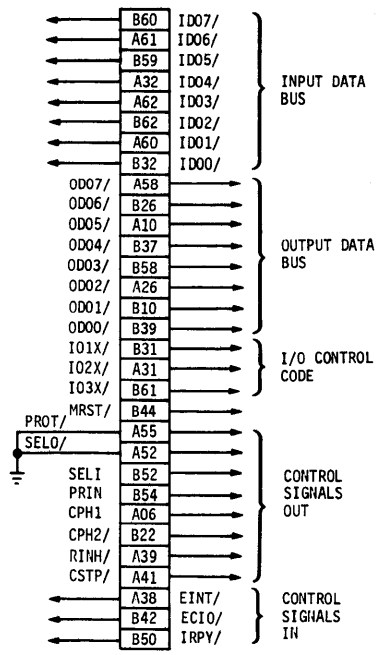 B60 ID07/
A61 ID06/
B59 ID05/
A32 ID04/
A62 ID03/
B62 ID02/
A60 ID01/
B32 ID00/
INPUT DATA
BUS
OD07/ A58
OD06/ B26
OD05/ A10
OD04/ B37
OD03/ B58
OD02/ A26
OD01/ B10
OD00/ B39
OUTPUT DATA
BUS
IO1X/ B31
IO2X/ A31
IO3X/ B61
I/O CONTROL
CODE
MRST/ B44
PROT/ A55
SELO/ A52
SELI B52
PRIN B54
CPH1 A06
CPH2/ B22
RINH/ A39
CSTP/ A41
CONTROL
SIGNALS
OUT
A38 EINT/
B42 ECIO/
B50 IRPY/
CONTROL
SIGNALS
IN